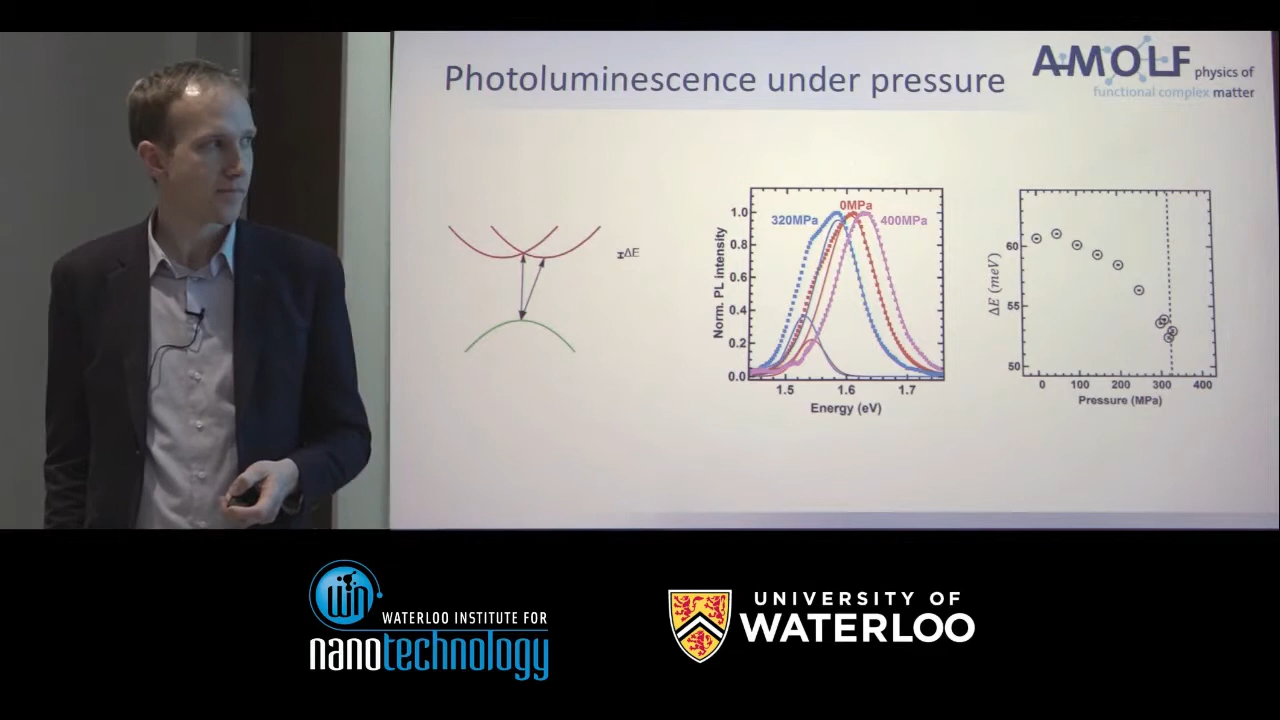 Photoluminescence under pressure
AMOLF
physics of
functional complex matter
ΔE
320MPa
0MPa
400MPa
Norm. PL intensity
1.0
0.8
0.6
0.4
0.2
0.0
1.5
1.6
1.7
Energy (eV)
ΔE (meV)
60
55
50
0
100
200
300
400
Pressure (MPa)
WATERLOO INSTITUTE FOR
nanotechnology
UNIVERSITY OF
WATERLOO